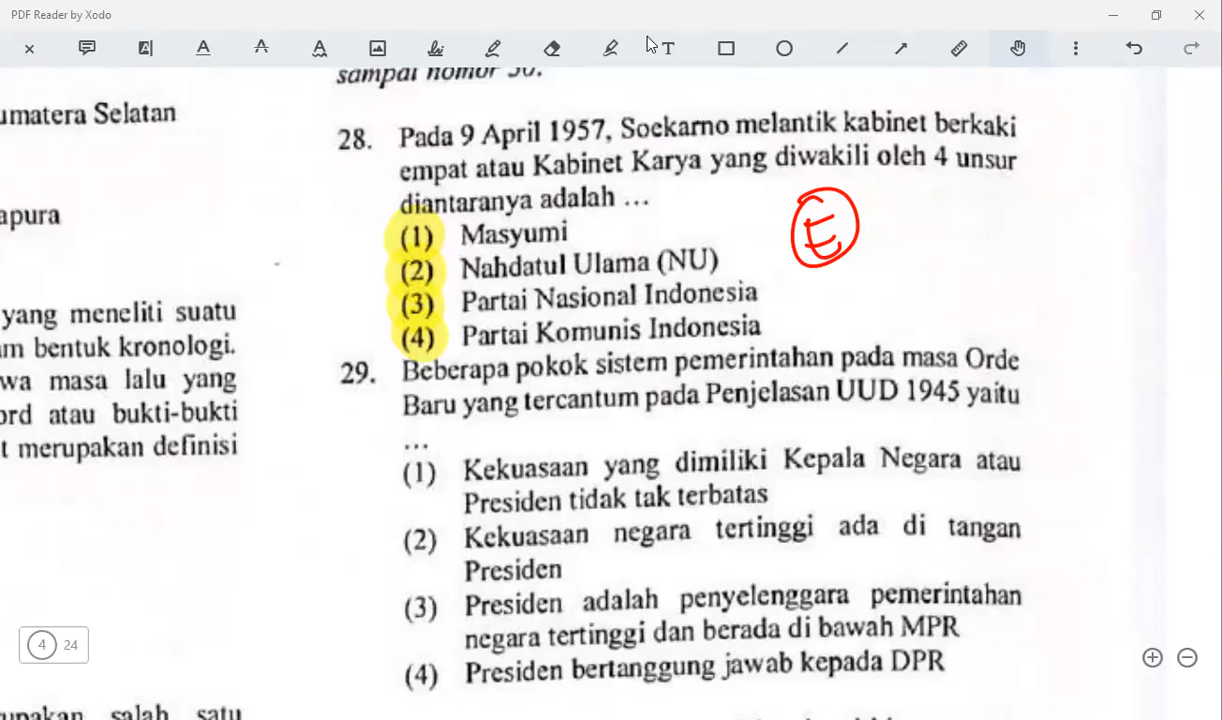 PDF Reader by Xodo
sampai nomor 30.
umatera Selatan
apura
yang meneliti suatu
am bentuk kronologi.
wa masa lalu yang
ord atau bukti-bukti
t merupakan definisi
28. Pada 9 April 1957, Soekarno melantik kabinet berkaki
empat atau Kabinet Karya yang diwakili oleh 4 unsur
diantaranya adalah ...
(1) Masyumi
(2) Nahdatul Ulama (NU)
(3) Partai Nasional Indonesia
(4) Partai Komunis Indonesia
E
29. Beberapa pokok sistem pemerintahan pada masa Orde
Baru yang tercantum pada Penjelasan UUD 1945 yaitu
...
(1) Kekuasaan yang dimiliki Kepala Negara atau
Presiden tidak tak terbatas
(2) Kekuasaan negara tertinggi ada di tangan
Presiden
(3) Presiden adalah penyelenggara pemerintahan
negara tertinggi dan berada di bawah MPR
(4) Presiden bertanggung jawab kepada DPR
4 24
upakan salah satu